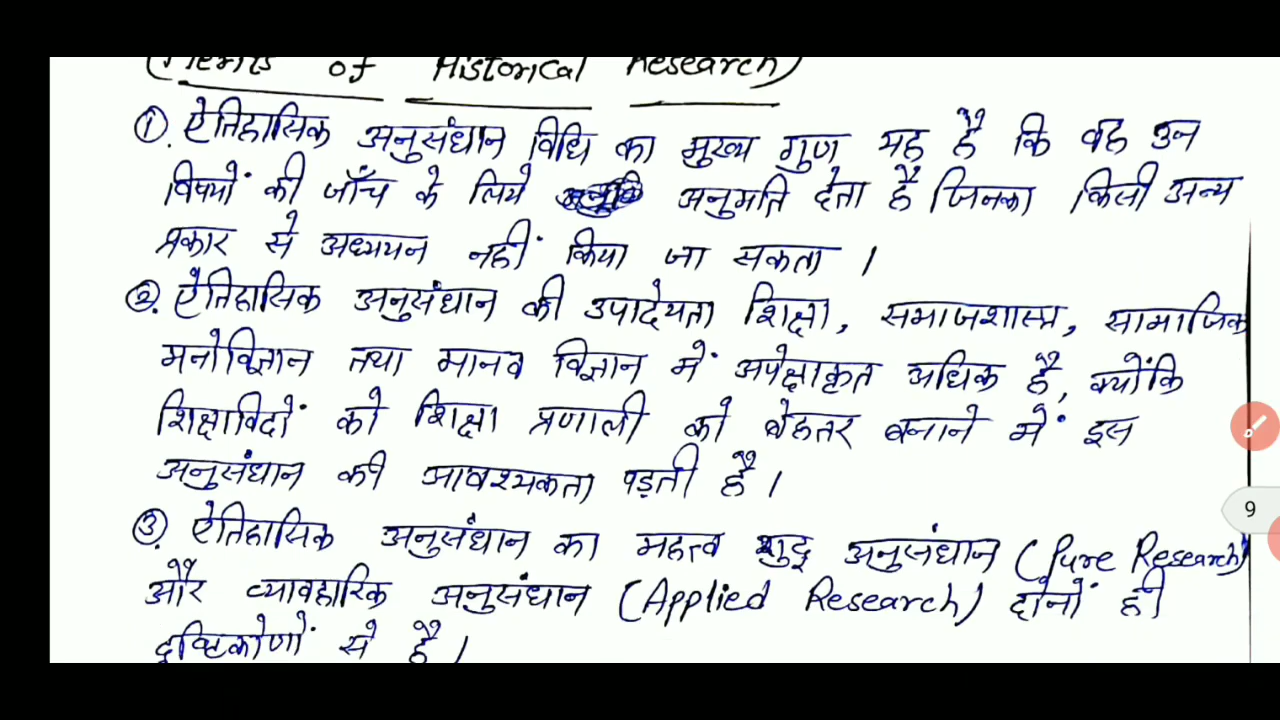 (Merits of Historical Research)
①. ऐतिहासिक अनुसंधान विधि का मुख्य गुण यह है कि वह उन
विषयों की जाँच के लिये अनुमति देता है जिनका किसी अन्य
प्रकार से अध्ययन नहीं किया जा सकता ।
②. ऐतिहासिक अनुसंधान की उपादेयता शिक्षा, समाजशास्त्र, सामाजिक
मनोविज्ञान तथा मानव विज्ञान में अपेक्षाकृत अधिक है, क्योंकि
शिक्षाविदों को शिक्षा प्रणाली को बेहतर बनाने में इस
अनुसंधान की आवश्यकता पड़ती है ।
③. ऐतिहासिक अनुसंधान का महत्व शुद्ध अनुसंधान (Pure Research)
और व्यावहारिक अनुसंधान (Applied Research) दोनों ही
दृष्टिकोणों से है ।
9